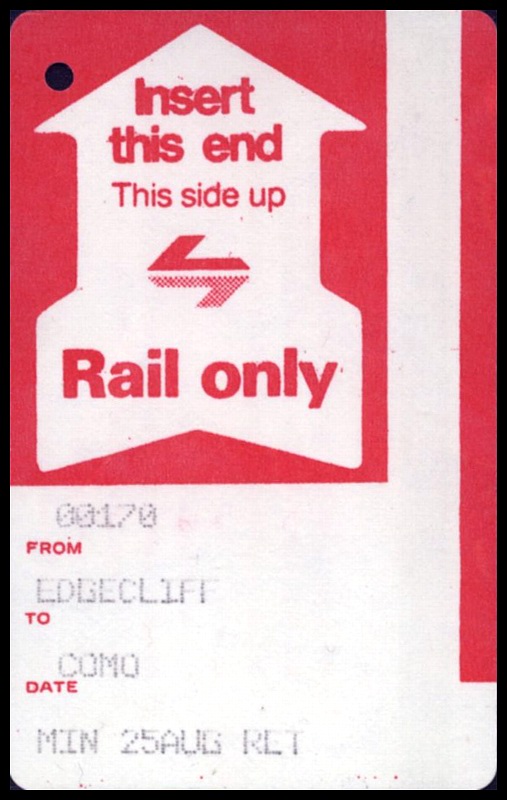 Insert
this end
This side up
Rail only
00170
FROM
EDGECLIFF
TO
COMO
DATE
MIN 25AUG RET